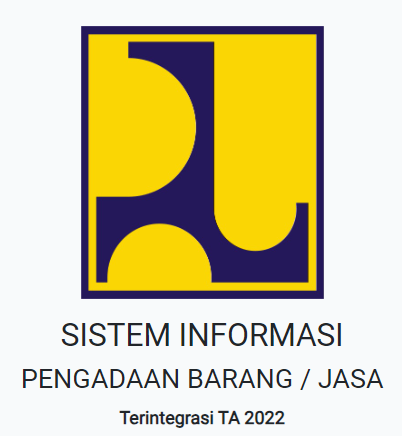 SISTEM INFORMASI
PENGADAAN BARANG / JASA
Terintegrasi TA 2022